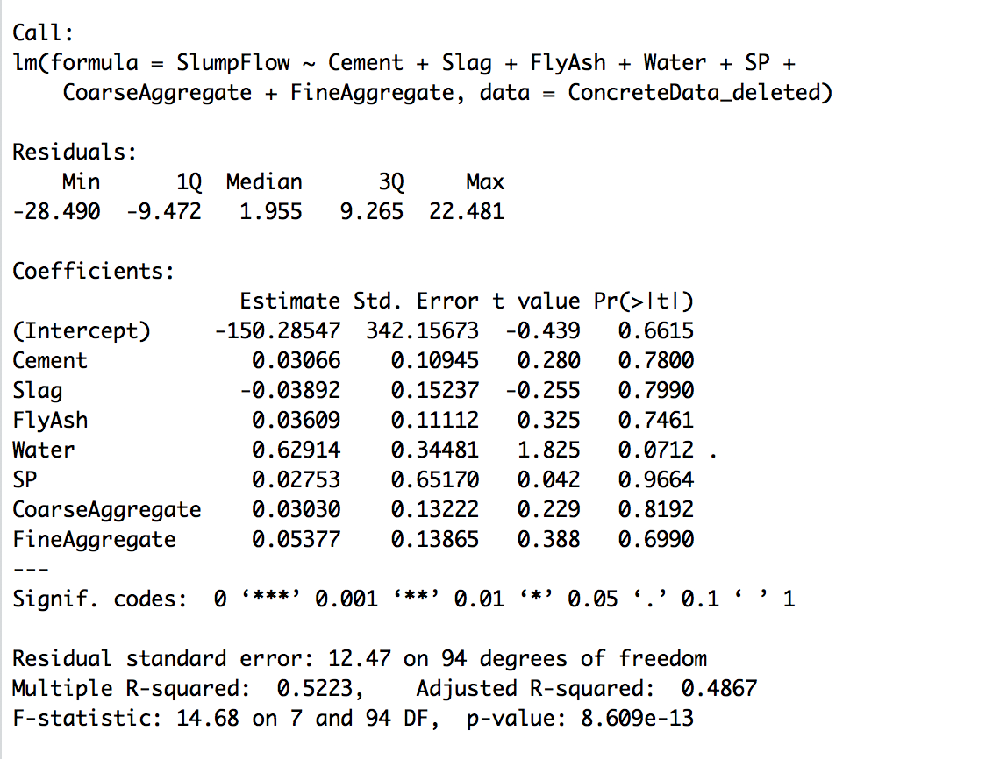 Call:
lm(formula = SlumpFlow ~ Cement + Slag + FlyAsh + Water + SP +
    CoarseAggregate + FineAggregate, data = ConcreteData_deleted)

Residuals:
    Min      1Q  Median      3Q     Max
-28.490  -9.472   1.955   9.265  22.481

Coefficients:
                  Estimate Std. Error t value Pr(>|t|)
(Intercept)     -150.28547  342.15673  -0.439   0.6615
Cement             0.03066    0.10945   0.280   0.7800
Slag              -0.03892    0.15237  -0.255   0.7990
FlyAsh             0.03609    0.11112   0.325   0.7461
Water              0.62914    0.34481   1.825   0.0712 .
SP                 0.02753    0.65170   0.042   0.9664
CoarseAggregate    0.03030    0.13222   0.229   0.8192
FineAggregate      0.05377    0.13865   0.388   0.6990
---
Signif. codes:  0 ‘***’ 0.001 ‘**’ 0.01 ‘*’ 0.05 ‘.’ 0.1 ‘ ’ 1

Residual standard error: 12.47 on 94 degrees of freedom
Multiple R-squared:  0.5223,    Adjusted R-squared:  0.4867
F-statistic: 14.68 on 7 and 94 DF,  p-value: 8.609e-13